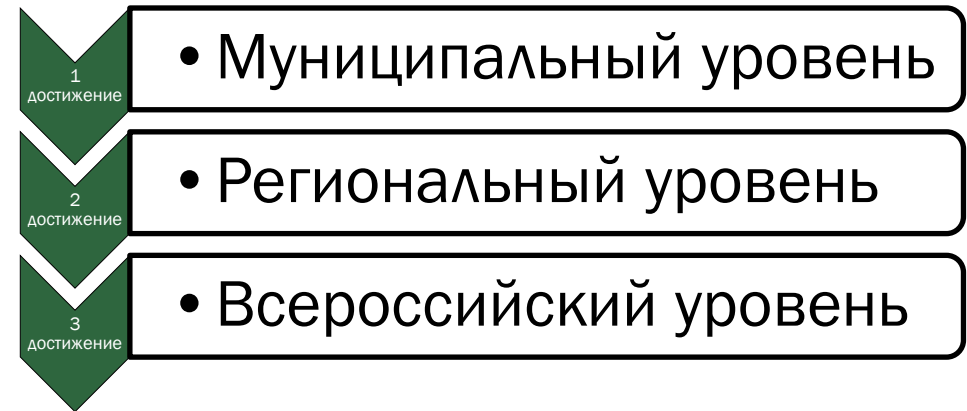 1
достижение
• Муниципальный уровень
2
достижение
• Региональный уровень
3
достижение
• Всероссийский уровень